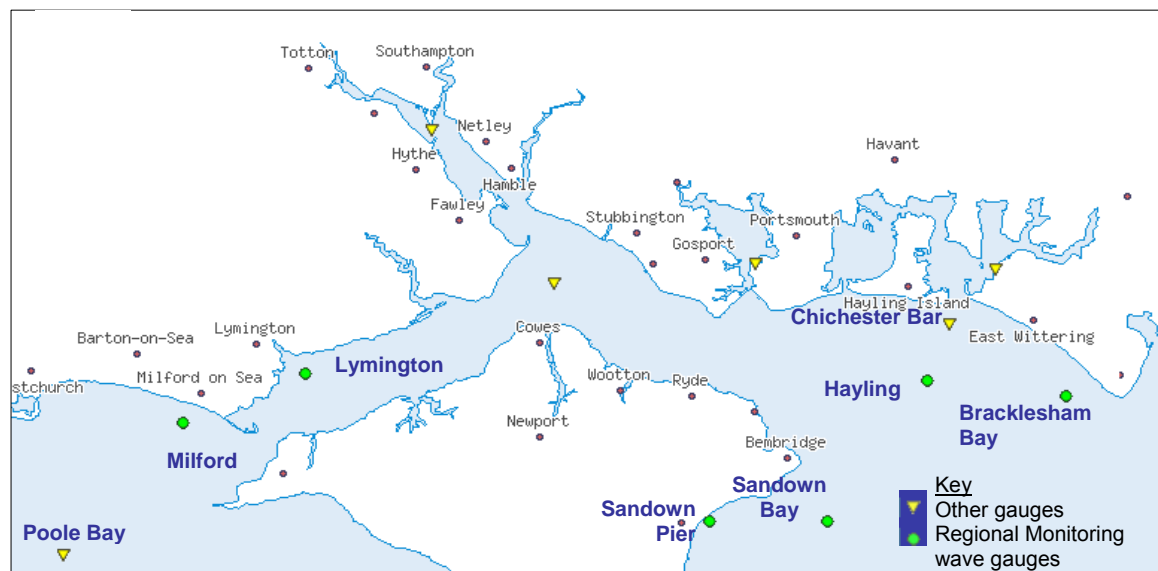 Southampton
Totton
Netley
Havant
Hythe
Hamble
Fawley
Stubbington
Portsmouth
Gosport
Hayling Island
Chichester Bar
East Wittering
Cowes
Lymington
Barton-on-Sea
Lymington
stchurch
Milford on Sea
Wootton
Ryde
Hayling
Bracklesham
Bay
Newport
Bembridge
Milford
Sandown
Bay
Sandown
Pier
Poole Bay
Key
Other gauges
Regional Monitoring
wave gauges